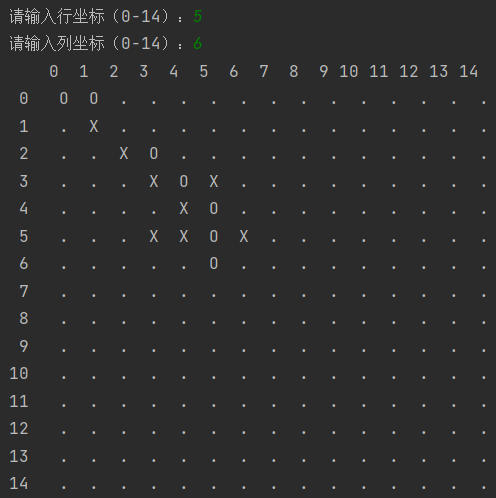 请输入行坐标（0-14）：5
请输入列坐标（0-14）：6
0 1 2 3 4 5 6 7 8 9 10 11 12 13 14
0 O O . . . . . . . . . . . . .
1 . X . . . . . . . . . . . . .
2 . . X O . . . . . . . . . . .
3 . . . X O X . . . . . . . . .
4 . . . . X O . . . . . . . . .
5 . . . X X O X . . . . . . . .
6 . . . . . O . . . . . . . . .
7 . . . . . . . . . . . . . . .
8 . . . . . . . . . . . . . . .
9 . . . . . . . . . . . . . . .
10 . . . . . . . . . . . . . . .
11 . . . . . . . . . . . . . . .
12 . . . . . . . . . . . . . . .
13 . . . . . . . . . . . . . . .
14 . . . . . . . . . . . . . . .